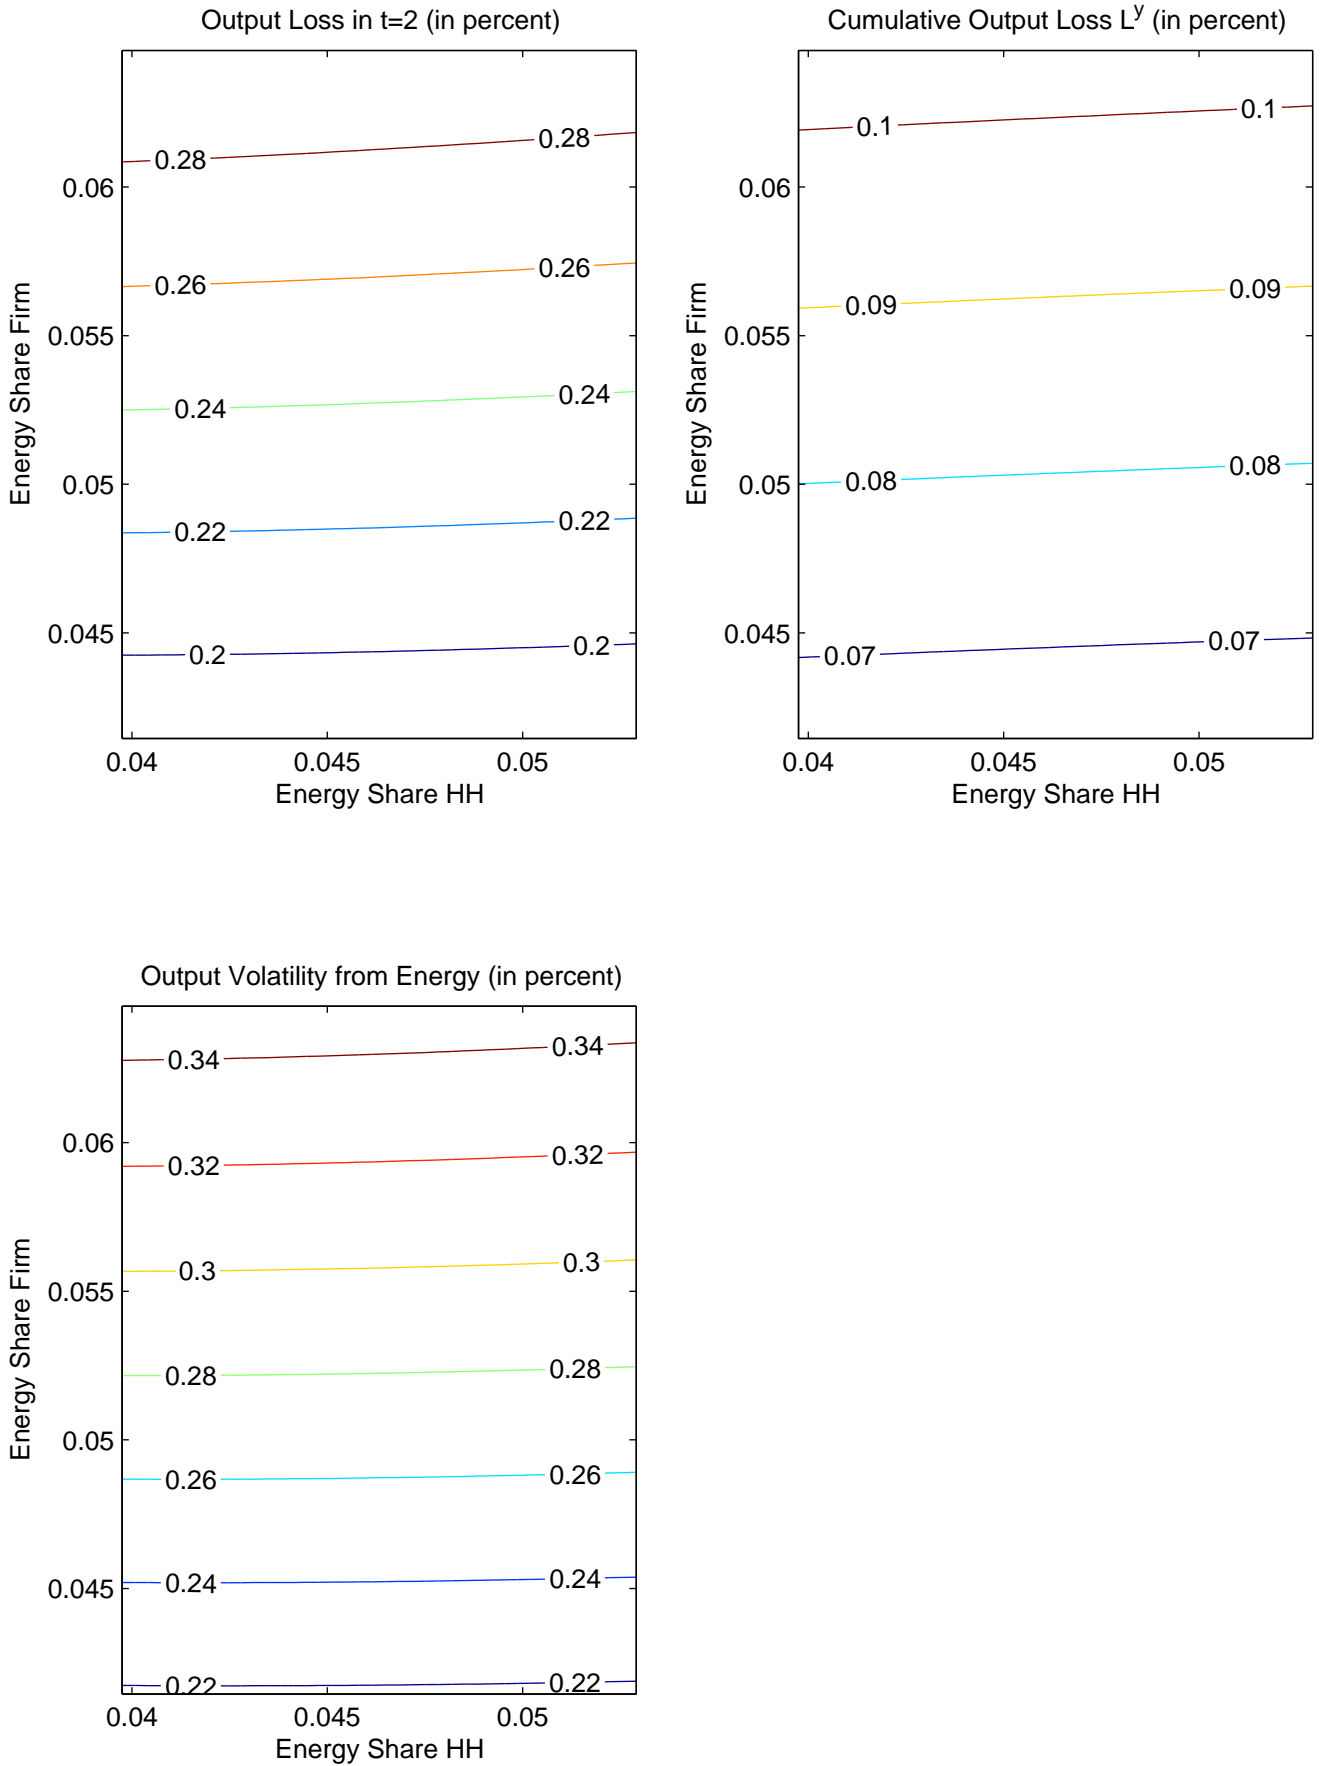 Output Loss in t=2 (in percent)
0.28 0.28
0.26 0.26
0.24 0.24
0.22 0.22
0.2 0.2
0.06
0.055
0.05
0.045
0.04 0.045 0.05
Energy Share HH
Energy Share Firm
Cumulative Output Loss L^y (in percent)
0.1 0.1
0.09 0.09
0.08 0.08
0.07 0.07
0.06
0.055
0.05
0.045
0.04 0.045 0.05
Energy Share HH
Energy Share Firm
Output Volatility from Energy (in percent)
0.34 0.34
0.32 0.32
0.3 0.3
0.28 0.28
0.26 0.26
0.24 0.24
0.22 0.22
0.06
0.055
0.05
0.045
0.04 0.045 0.05
Energy Share HH
Energy Share Firm